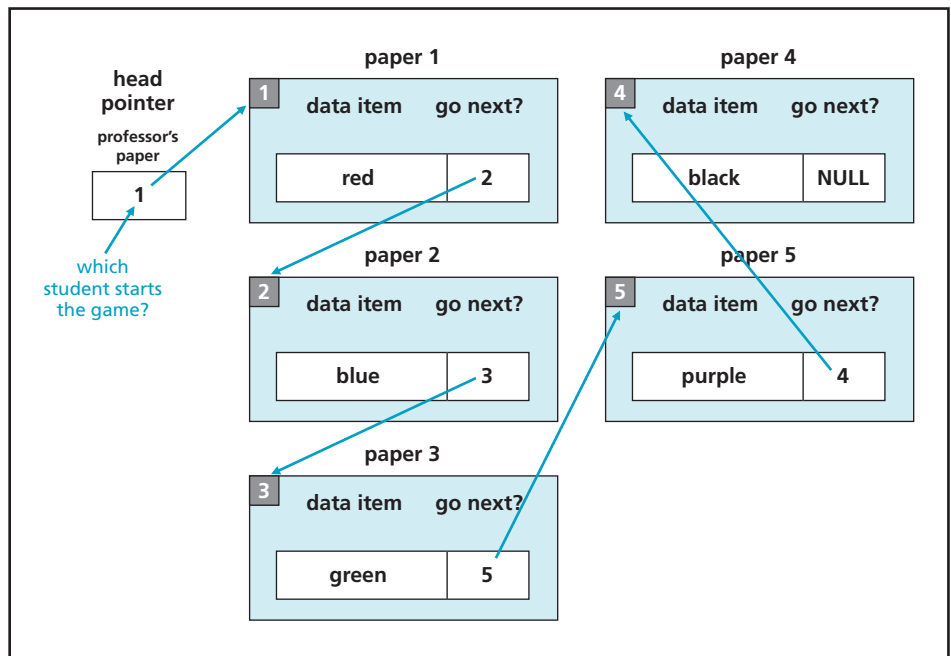 head
pointer
professor's
paper
1
which
student starts
the game?
paper 1
1
data item go next?
red 2
paper 2
2
data item go next?
blue 3
paper 3
3
data item go next?
green 5
paper 4
4
data item go next?
black NULL
paper 5
5
data item go next?
purple 4